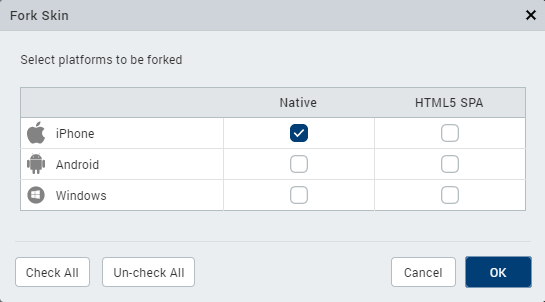 Fork Skin
Select platforms to be forked
Native HTML5 SPA
iPhone
Android
Windows
Check All Un-check All Cancel OK